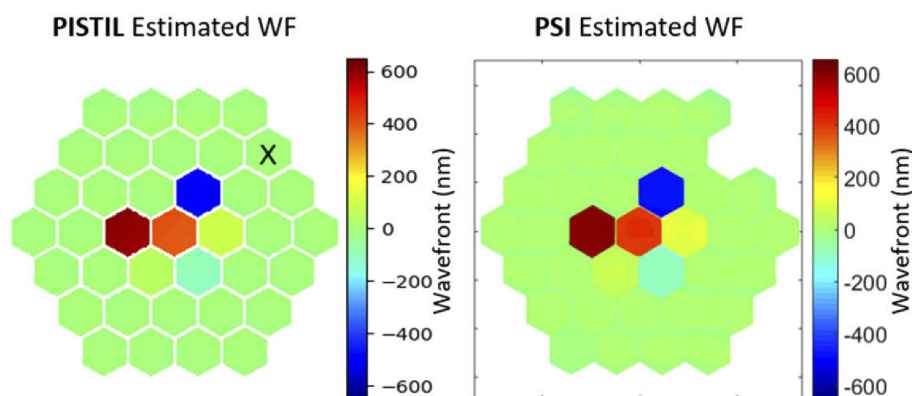 PISTIL Estimated WF
X
600
400
200
0
−200
−400
−600
Wavefront (nm)
PSI Estimated WF
600
400
200
0
-200
-400
-600
Wavefront (nm)